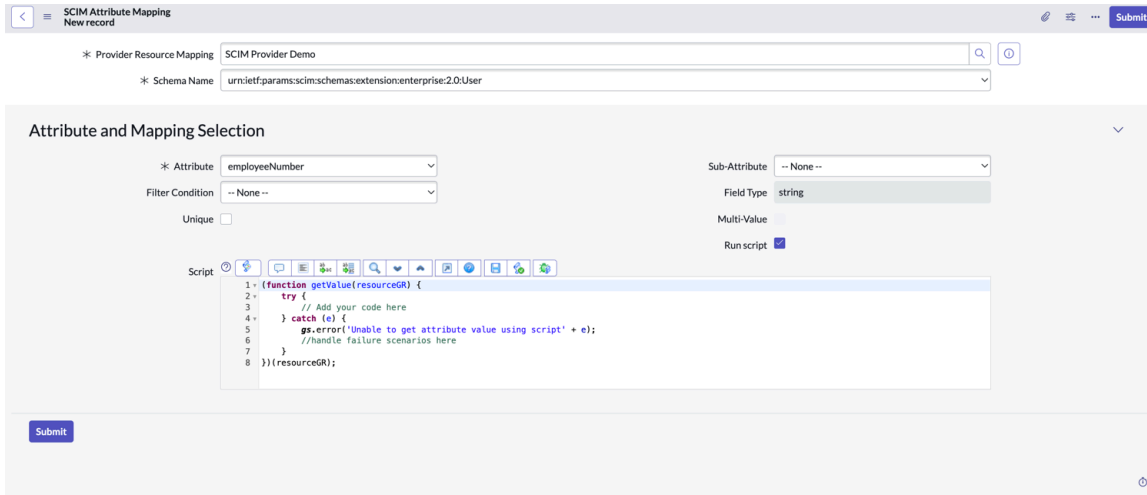 SCIM Attribute Mapping
New record
Submit
* Provider Resource Mapping SCIM Provider Demo
* Schema Name urn:ietf:params:scim:schemas:extension:enterprise:2.0:User
Attribute and Mapping Selection
* Attribute employeeNumber Sub-Attribute -- None --
Filter Condition -- None -- Field Type string
Unique Multi-Value
Run script
Script
1 (function getValue(resourceGR) {
2 try {
3 // Add your code here
4 } catch (e) {
5 gs.error('Unable to get attribute value using script' + e);
6 //handle failure scenarios here
7 }
8 })(resourceGR);
Submit